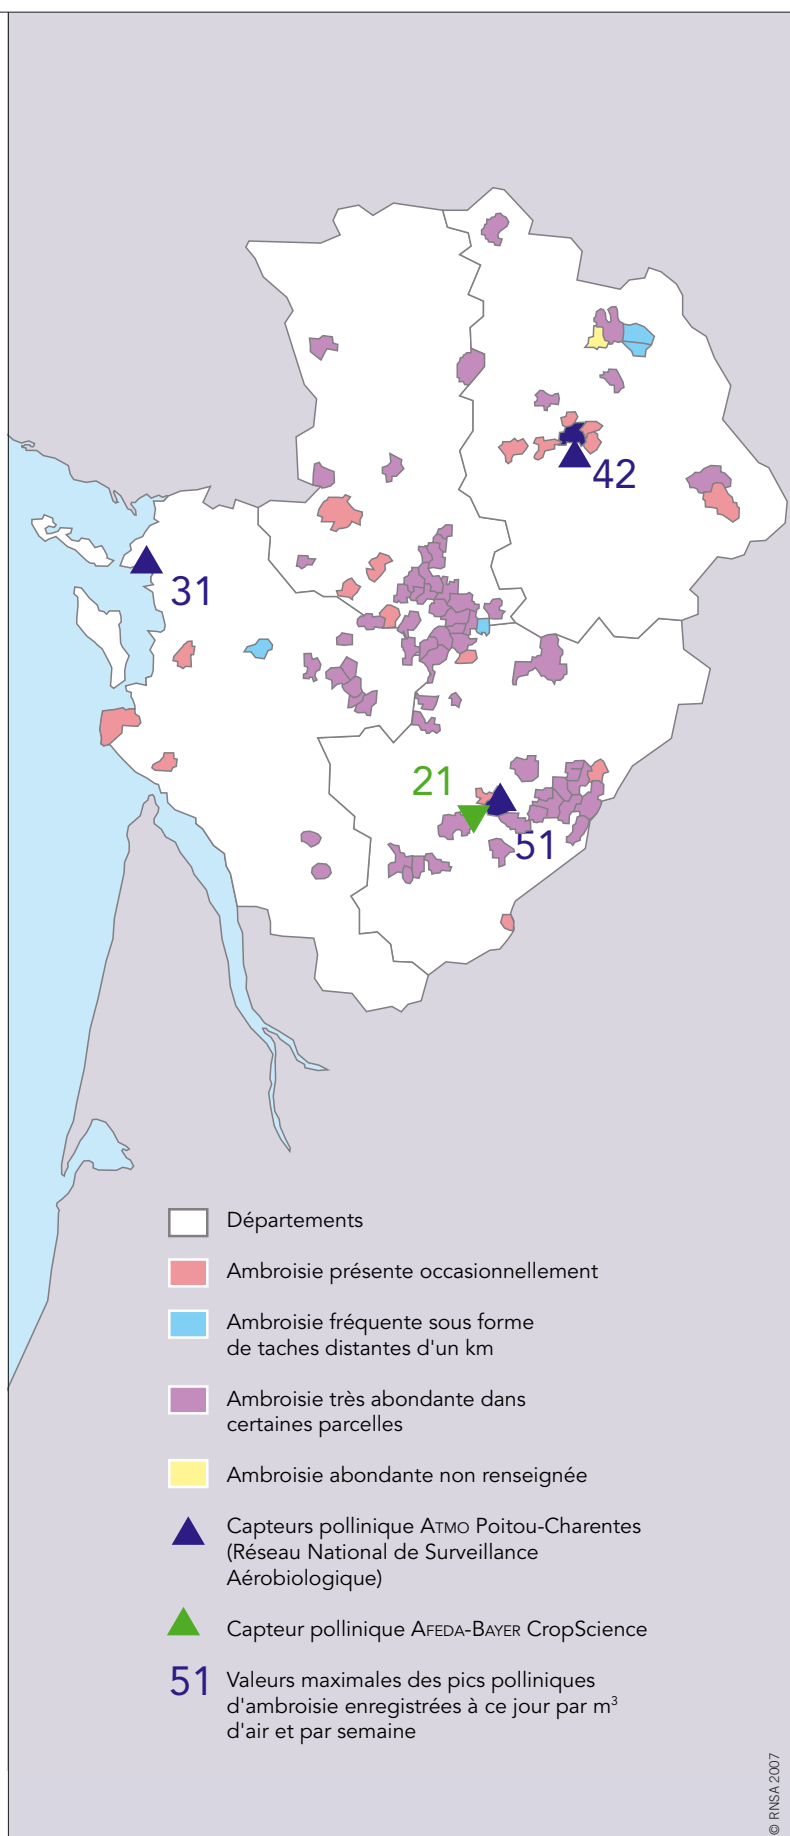 42
31
21
51
Départements
Ambroisie présente occasionnellement
Ambroisie fréquente sous forme
de taches distantes d'un km
Ambroisie très abondante dans
certaines parcelles
Ambroisie abondante non renseignée
Capteurs pollinique ATMO Poitou-Charentes
(Réseau National de Surveillance
Aérobiologique)
Capteur pollinique AFEDA-BAYER CropScience
51 Valeurs maximales des pics polliniques
d'ambroisie enregistrées à ce jour par m³
d'air et par semaine
© RNSA 2007